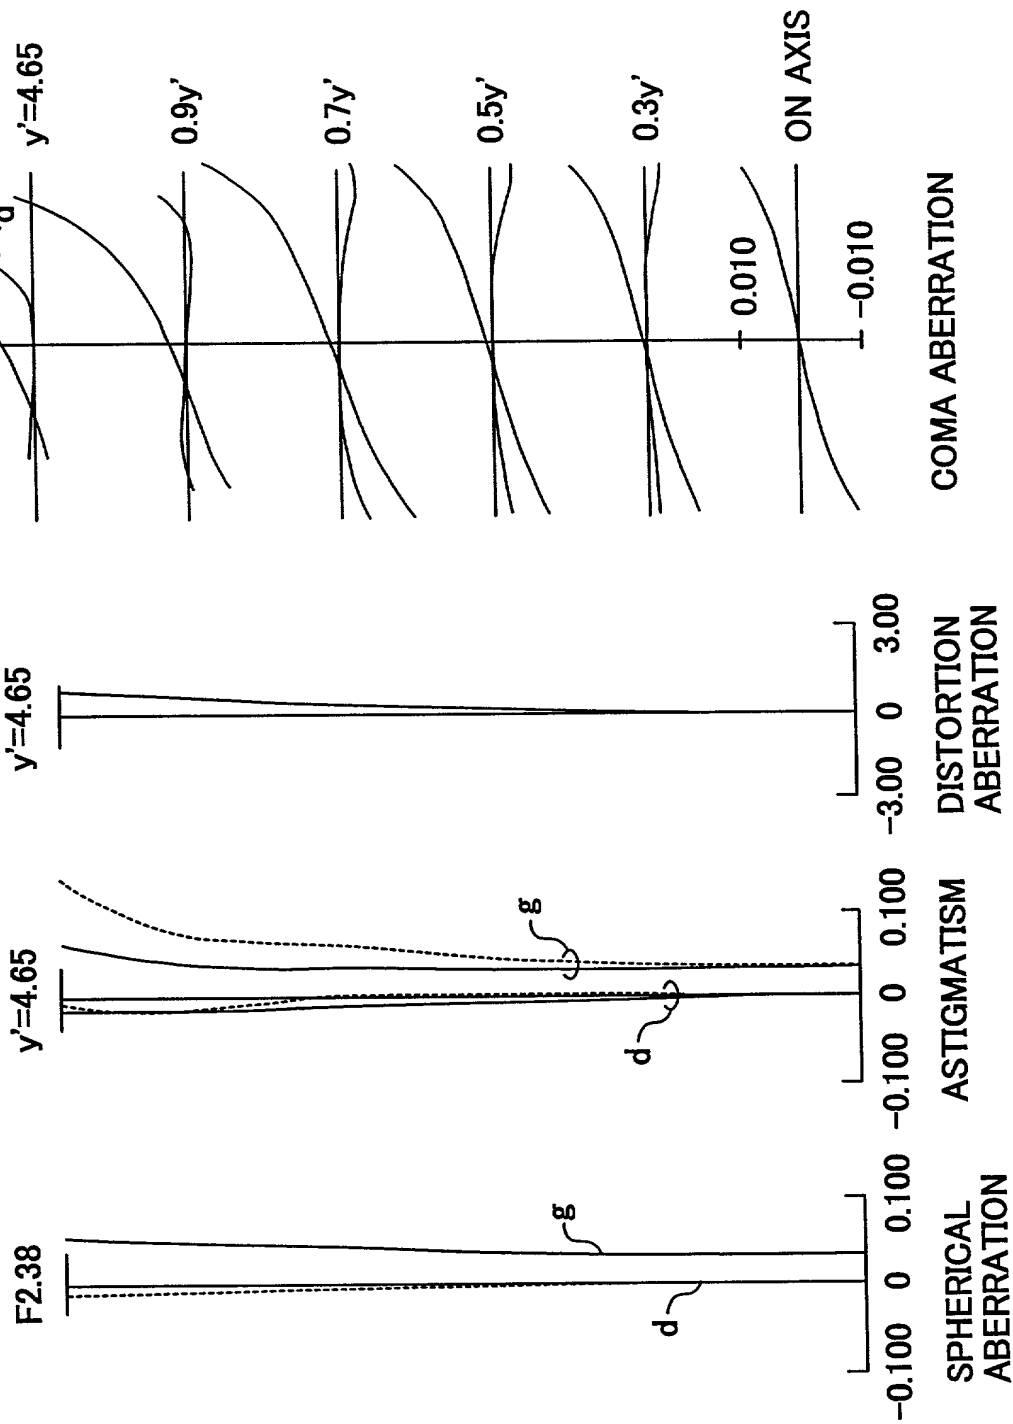 F2.38
g
d
-0.100
0
0.100
SPHERICAL
ABERRATION
y'=4.65
g
d
-0.100
0
0.100
ASTIGMATISM
y'=4.65
-3.00
0
3.00
DISTORTION
ABERRATION
d
y'=4.65
0.9y'
0.7y'
0.5y'
0.3y'
ON AXIS
0.010
-0.010
COMA ABERRATION